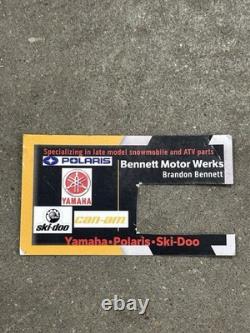 Specializing in late model snowmobile and ATV parts
POLARIS
Bennett Motor Werks
Brandon Bennett
YAMAHA
ski-doo
can-am
Yamaha•Polaris•Ski-Doo